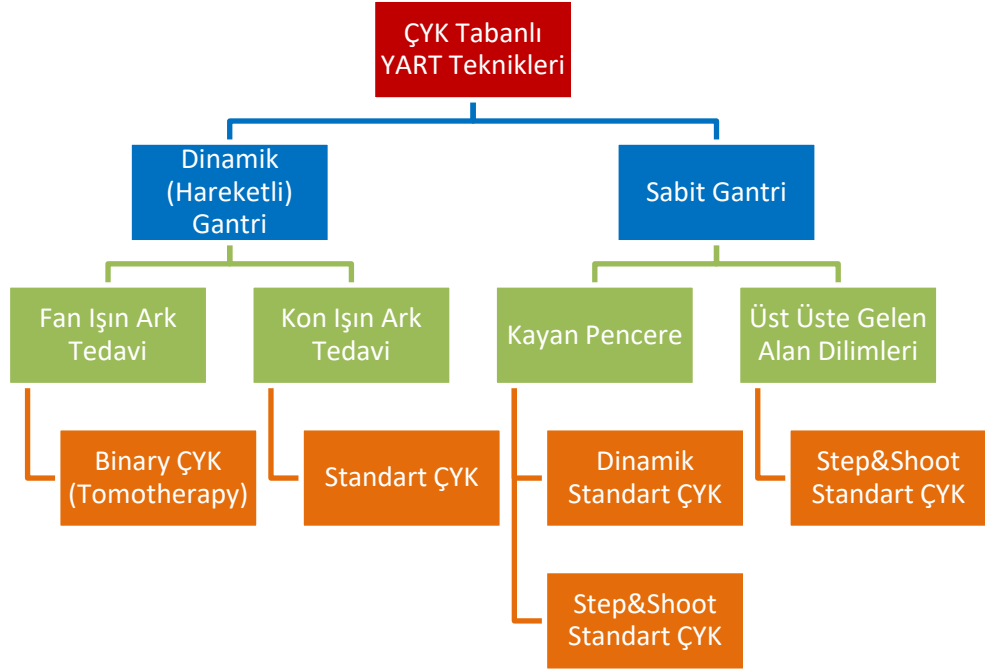 ÇYK Tabanlı
YART Teknikleri
Dinamik
(Hareketli)
Gantri
Sabit Gantri
Fan Işın Ark
Tedavi
Kon Işın Ark
Tedavi
Kayan Pencere
Üst Üste Gelen
Alan Dilimleri
Binary ÇYK
(Tomotherapy)
Standart ÇYK
Dinamik
Standart ÇYK
Step&Shoot
Standart ÇYK
Step&Shoot
Standart ÇYK